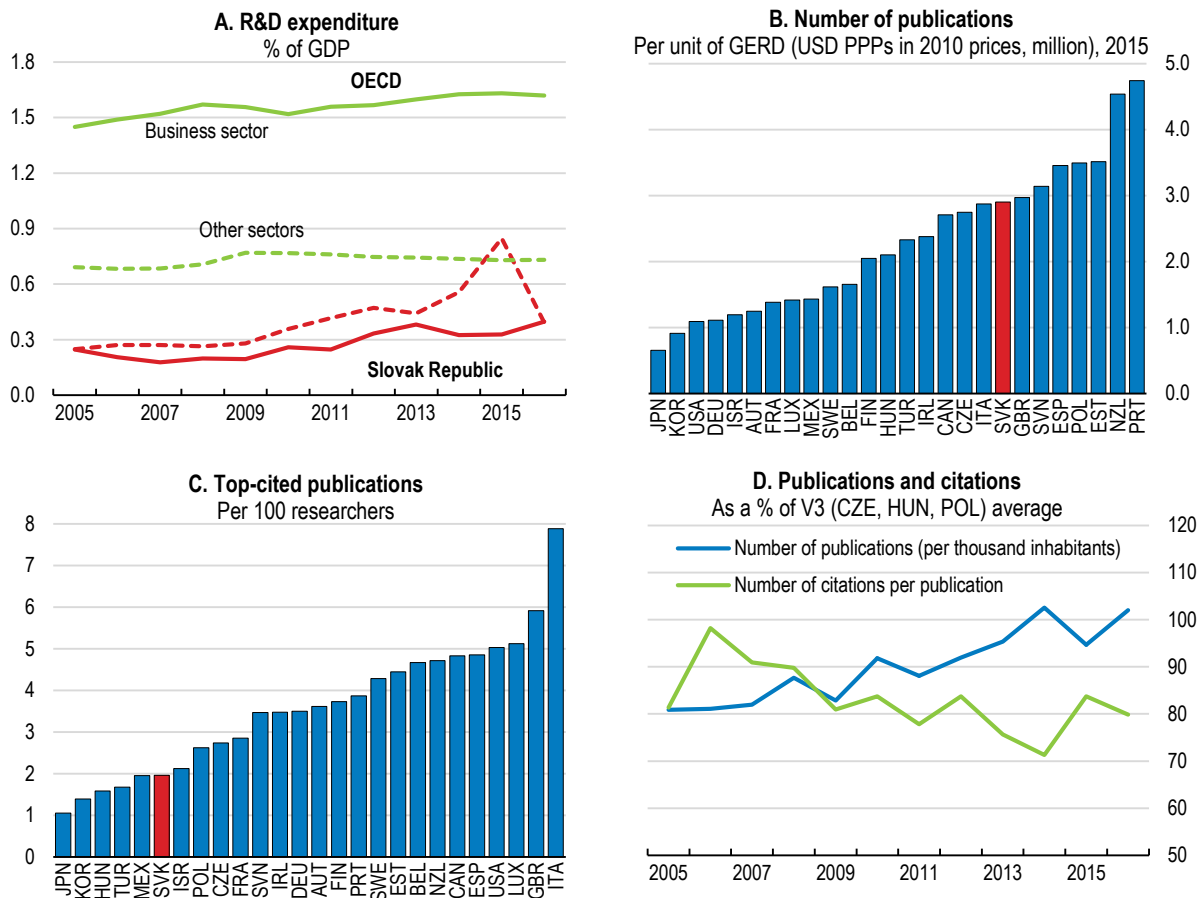 A. R&D expenditure
% of GDP
1.8
1.5
1.2
0.9
0.6
0.3
0.0
OECD
Business sector
Other sectors
Slovak Republic
2005 2007 2009 2011 2013 2015
B. Number of publications
Per unit of GERD (USD PPPs in 2010 prices, million), 2015
5.0
4.0
3.0
2.0
1.0
0.0
JPN KOR USA DEU ISR AUT FRA LUX MEX SWE BEL FIN HUN TUR IRL CAN CZE ITA SVK GBR SVN ESP POL EST NZL PRT
C. Top-cited publications
Per 100 researchers
8
7
6
5
4
3
2
1
0
JPN KOR HUN TUR MEX SVK ISR POL CZE FRA SVN IRL DEU AUT FIN PRT SWE EST BEL NZL CAN ESP USA LUX GBR ITA
D. Publications and citations
As a % of V3 (CZE, HUN, POL) average
Number of publications (per thousand inhabitants)
Number of citations per publication
120
110
100
90
80
70
60
50
2005 2007 2009 2011 2013 2015